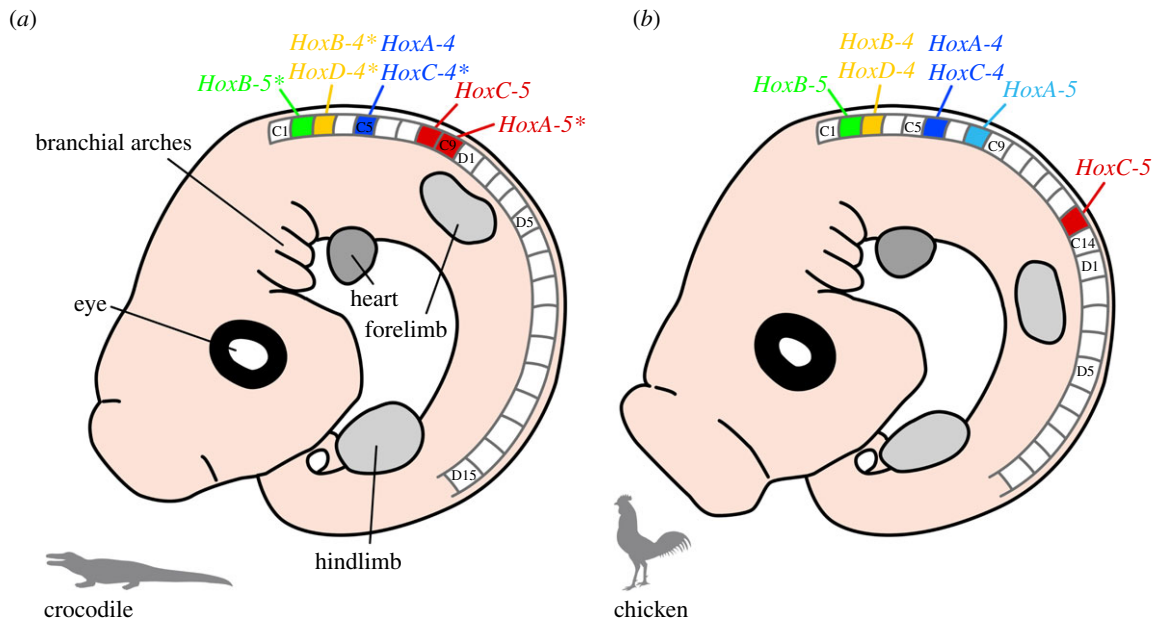 (a)
HoxB-4* HoxA-4
HoxB-5* HoxD-4* HoxC-4* HoxC-5
HoxA-5*
C1 C5 C9 D1 D5 D15
branchial arches
eye
heart
forelimb
hindlimb
crocodile
(b)
HoxB-4 HoxA-4
HoxB-5 HoxD-4 HoxC-4 HoxA-5
HoxC-5
C1 C5 C9 C14 D1 D5
chicken